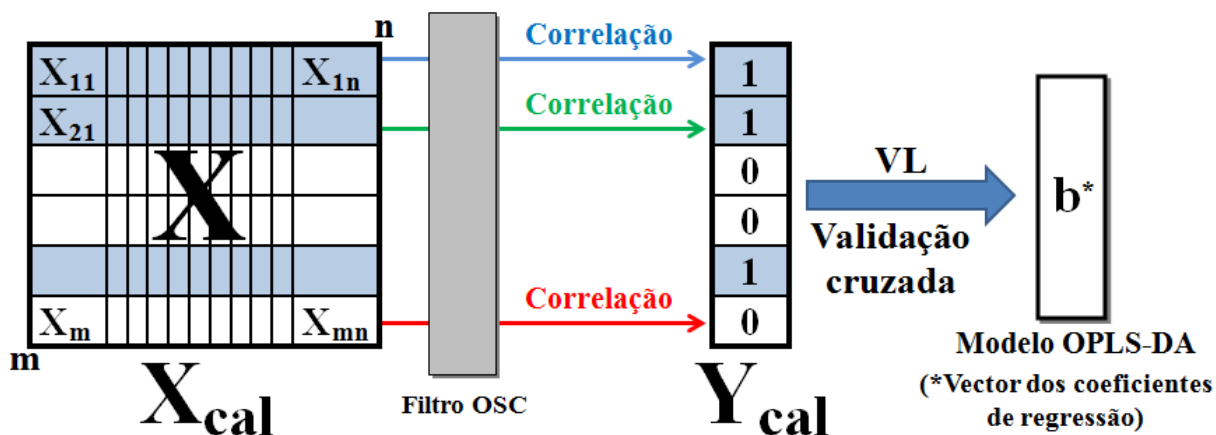 n
Correlação
X11 X1n
1
Correlação
X21
1
X
0
VL
0
b*
Validação
cruzada
1
Correlação
Xm Xmn
0
m
Modelo OPLS-DA
Xcal
Filtro OSC
Ycal
(*Vector dos coeficientes
de regressão)